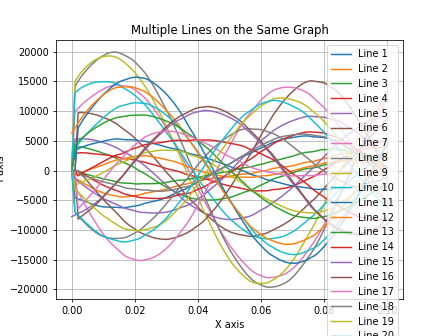 Multiple Lines on the Same Graph
20000
15000
10000
5000
0
−5000
−10000
−15000
−20000
0.00 0.02 0.04 0.06
X axis
Line 1
Line 2
Line 3
Line 4
Line 5
Line 6
Line 7
Line 8
Line 9
Line 10
Line 11
Line 12
Line 13
Line 14
Line 15
Line 16
Line 17
Line 18
Line 19
Line 20